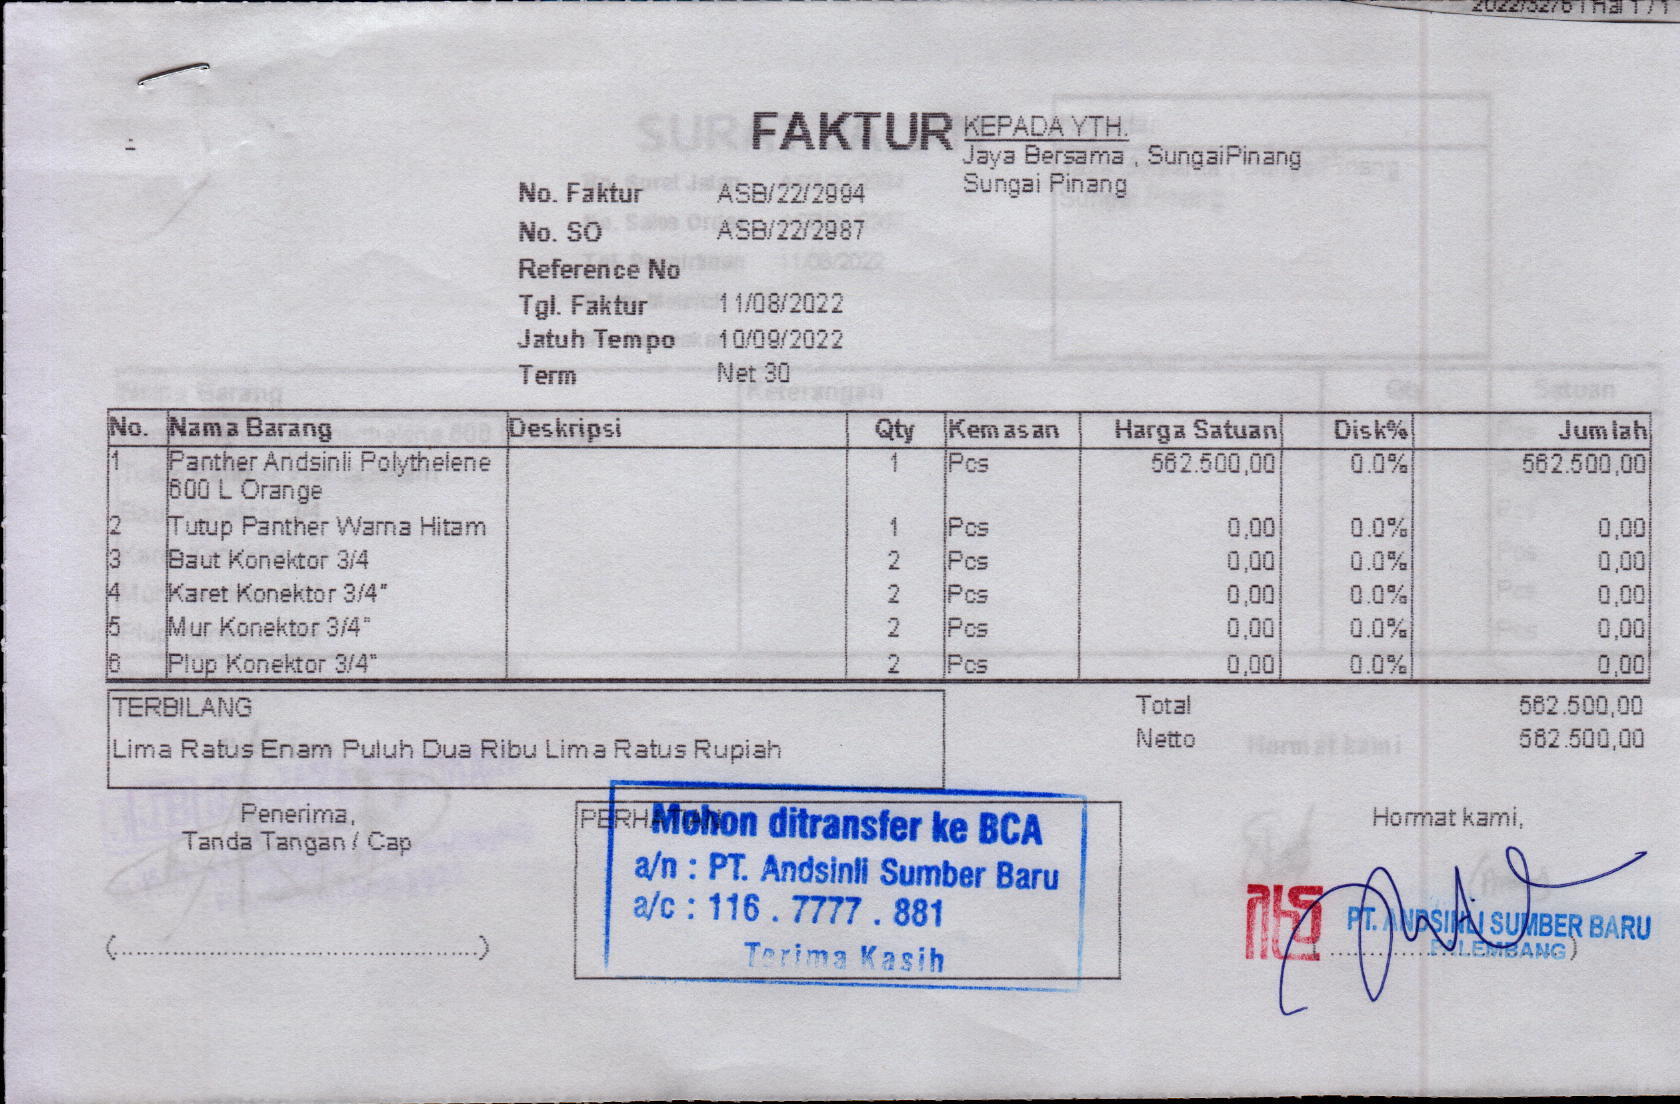 FAKTUR
KEPADA YTH.
Jaya Bersama , SungaiPinang
Sungai Pinang
No. Faktur ASB/22/2994
No. SO ASB/22/2987
Reference No
Tgl. Faktur 11/08/2022
Jatuh Tempo 10/09/2022
Term Net 30
No. Nama Barang Deskripsi Qty Kemasan Harga Satuan Disk% Jumlah
1 Panther Andsinli Polythelene 1 Pcs 562.500,00 0.0% 562.500,00
600 L Orange
2 Tutup Panther Warna Hitam 1 Pcs 0,00 0.0% 0,00
3 Baut Konektor 3/4 2 Pcs 0,00 0.0% 0,00
4 Karet Konektor 3/4" 2 Pcs 0,00 0.0% 0,00
5 Mur Konektor 3/4" 2 Pcs 0,00 0.0% 0,00
6 Plup Konektor 3/4" 2 Pcs 0,00 0.0% 0,00
TERBILANG
Lima Ratus Enam Puluh Dua Ribu Lima Ratus Rupiah
Total 562.500,00
Netto 562.500,00
Penerima,
Tanda Tangan / Cap
(................................................)
PERHATIAN
Mohon ditransfer ke BCA
a/n : PT. Andsinli Sumber Baru
a/c : 116 . 7777 . 881
Terima Kasih
Hormat kami,
PT. ANDSINLI SUMBER BARU
PALEMBANG